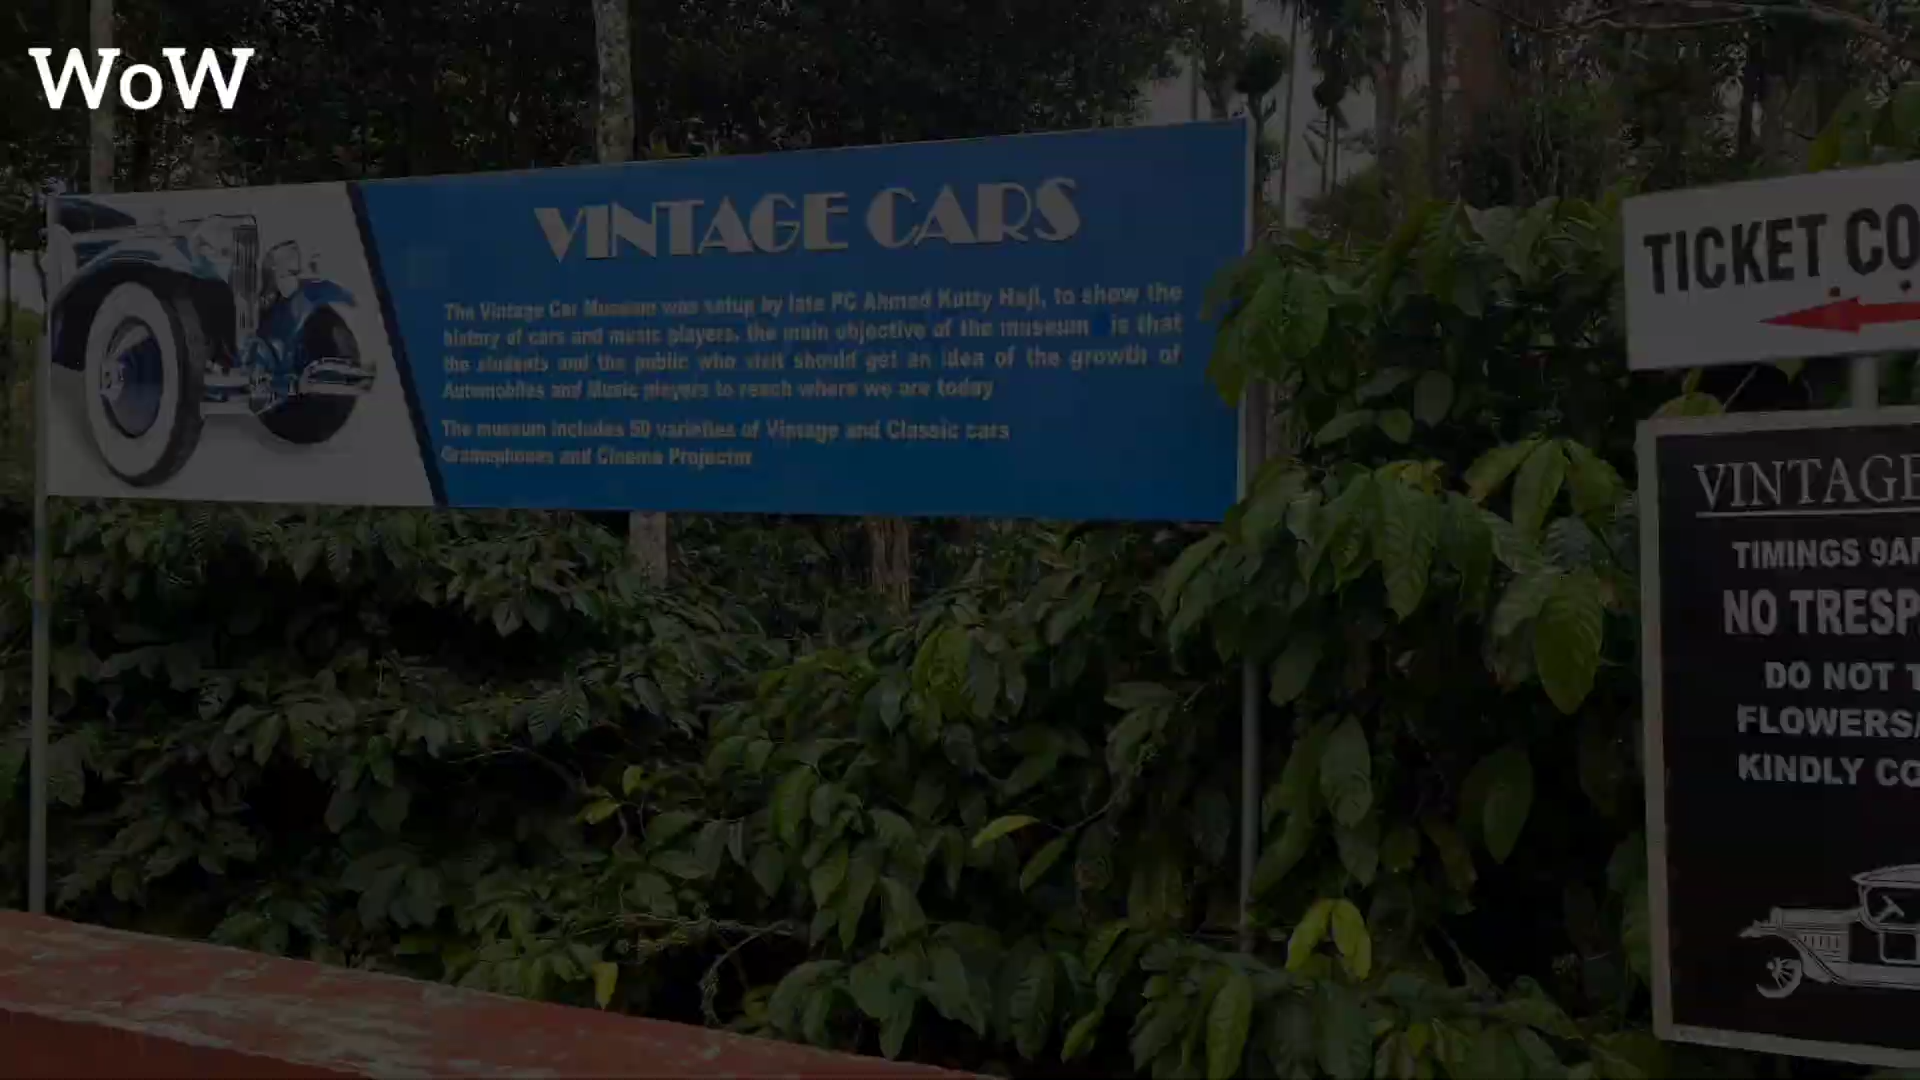 WoW
VINTAGE CARS
The Vintage Car Museum was setup by late PC Ahmed Kutty Haji, to show the
history of cars and music players. the main objective of the museum is that
the students and the public who visit should get an idea of the growth of
Automobiles and Music players to reach where we are today
The museum includes 50 varieties of Vintage and Classic cars
Gramophones and Cinema Projector
TICKET CO
VINTAGE
TIMINGS 9AM
NO TRESP
DO NOT T
FLOWERS/
KINDLY CO